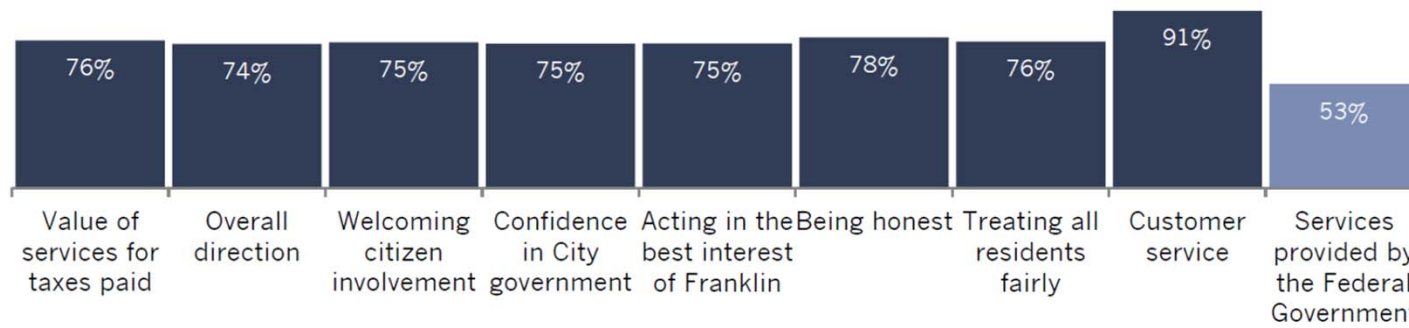 76%
74%
75%
75%
75%
78%
76%
91%
53%
Value of
services for
taxes paid
Overall
direction
Welcoming
citizen
involvement
Confidence
in City
government
Acting in the
best interest
of Franklin
Being honest
Treating all
residents
fairly
Customer
service
Services
provided by
the Federal
Government